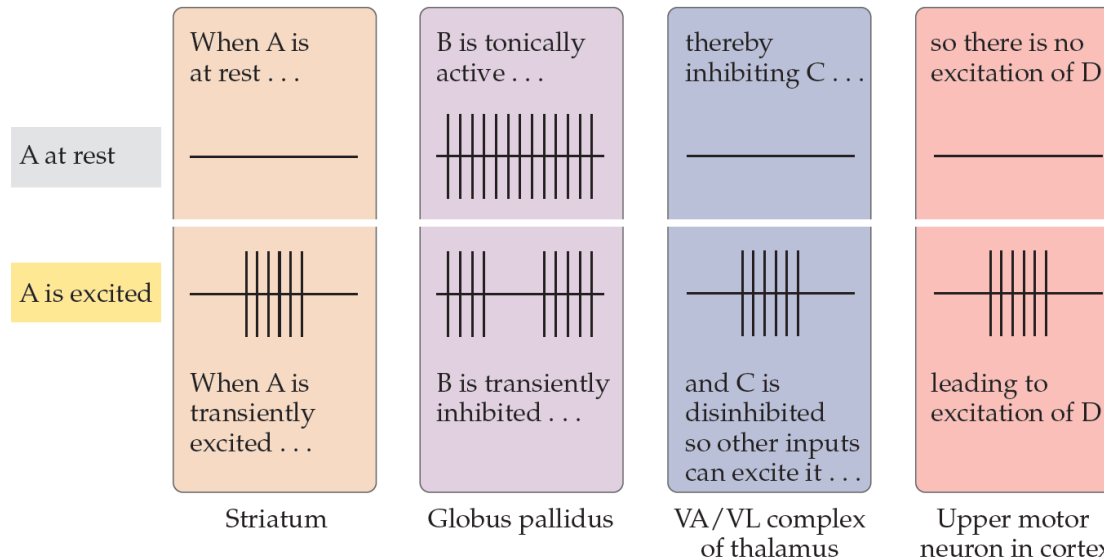 When A is
at rest . . .
B is tonically
active . . .
thereby
inhibiting C . . .
so there is no
excitation of D
A at rest
A is excited
When A is
transiently
excited . . .
B is transiently
inhibited . . .
and C is
disinhibited
so other inputs
can excite it . . .
leading to
excitation of D
Striatum
Globus pallidus
VA/VL complex
of thalamus
Upper motor
neuron in cortex